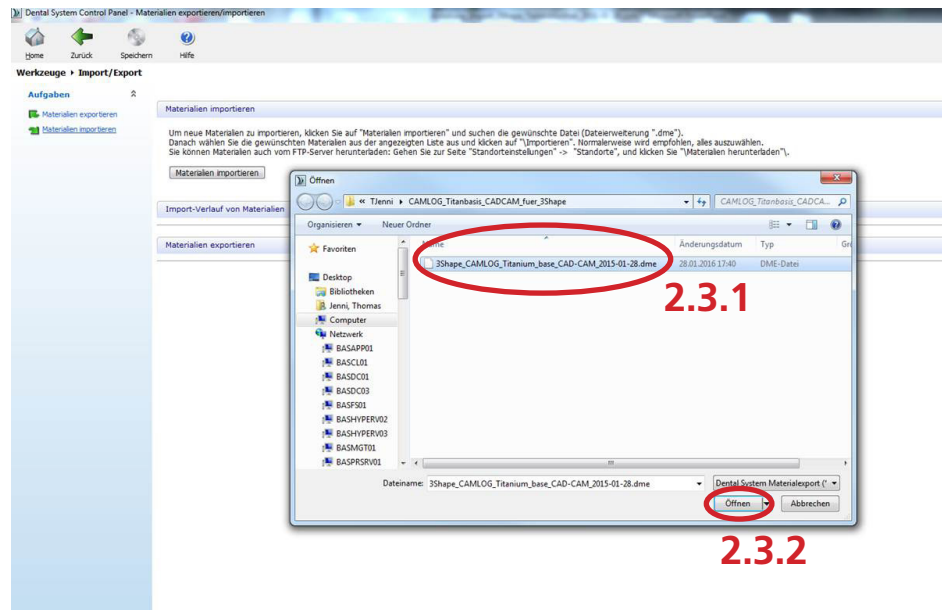 Dental System Control Panel - Materialien exportieren/importieren
Home Zurück Speichern Hilfe
Werkzeuge ▸ Import/Export
Aufgaben
Materialien exportieren
Materialien importieren
Materialien importieren
Um neue Materialen zu importieren, klicken Sie auf "Materialien importieren" und suchen die gewünschte Datei (Dateierweiterung ".dme").
Danach wählen Sie die gewünschten Materialien aus der angezeigten Liste aus und klicken auf "\Importieren". Normalerweise wird empfohlen, alles auszuwählen.
Sie können Materialen auch vom FTP-Server herunterladen: Gehen Sie zur Seite "Standorteinstellungen" -> "Standorte", und klicken Sie "\Materialen herunterladen"\.
Materialen importieren
Import-Verlauf von Materialien
Materialien exportieren
Öffnen
« TJenni ▸ CAMLOG_Titanbasis_CADCAM_fuer_3Shape
CAMLOG_Titanbasis_CADCA...
Organisieren Neuer Ordner
Favoriten
Desktop
Bibliotheken
Jenni, Thomas
Computer
Netzwerk
BASAPP01
BASCL01
BASDC01
BASDC03
BASFS01
BASHYPERV02
BASHYPERV03
BASMGT01
BASPRSRV01
Name Änderungsdatum Typ
3Shape_CAMLOG_Titanium_base_CAD-CAM_2015-01-28.dme 28.01.2016 17:40 DME-Datei
2.3.1
Dateiname: 3Shape_CAMLOG_Titanium_base_CAD-CAM_2015-01-28.dme Dental System Materialexport (*
Öffnen Abbrechen
2.3.2